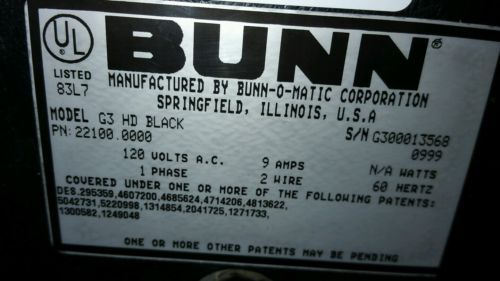 UL
LISTED
83L7
BUNN®
MANUFACTURED BY BUNN-O-MATIC CORPORATION
SPRINGFIELD, ILLINOIS, U.S.A
MODEL G3 HD BLACK
S/N G300013568
PN: 22100.0000
0999
120 VOLTS A.C. 9 AMPS N/A WATTS
1 PHASE 2 WIRE 60 HERTZ
COVERED UNDER ONE OR MORE OF THE FOLLOWING PATENTS:
DES.295359,4607200,4685624,4714206,4813622,
5042731,5220998,1314854,2041725,1271733,
1300582,1249048
ONE OR MORE OTHER PATENTS MAY BE PENDING